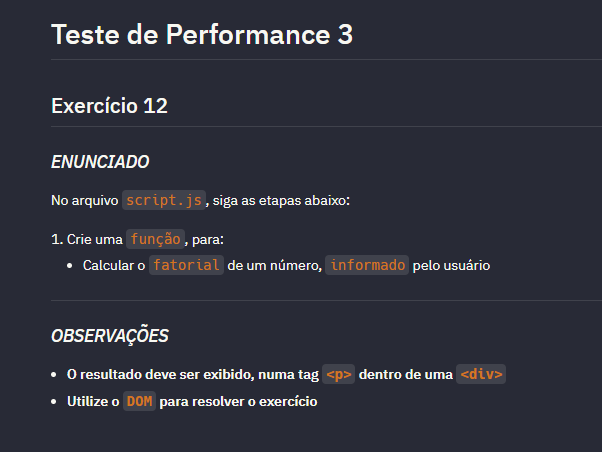 Teste de Performance 3
Exercício 12
ENUNCIADO
No arquivo script.js, siga as etapas abaixo:
1. Crie uma função, para:
• Calcular o fatorial de um número, informado pelo usuário
OBSERVAÇÕES
• O resultado deve ser exibido, numa tag <p> dentro de uma <div>
• Utilize o DOM para resolver o exercício